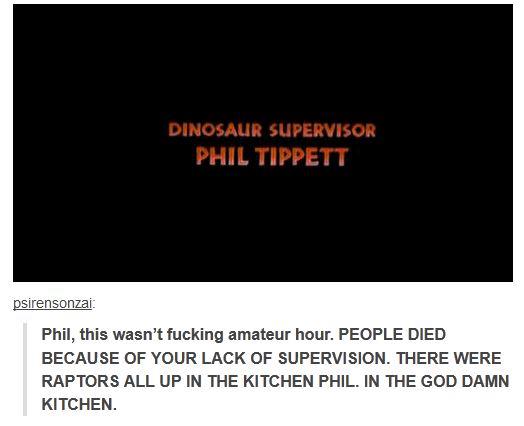 DINOSAUR SUPERVISOR
PHIL TIPPETT
psirensonzai:
Phil, this wasn't fucking amateur hour. PEOPLE DIED
BECAUSE OF YOUR LACK OF SUPERVISION. THERE WERE
RAPTORS ALL UP IN THE KITCHEN PHIL. IN THE GOD DAMN
KITCHEN.